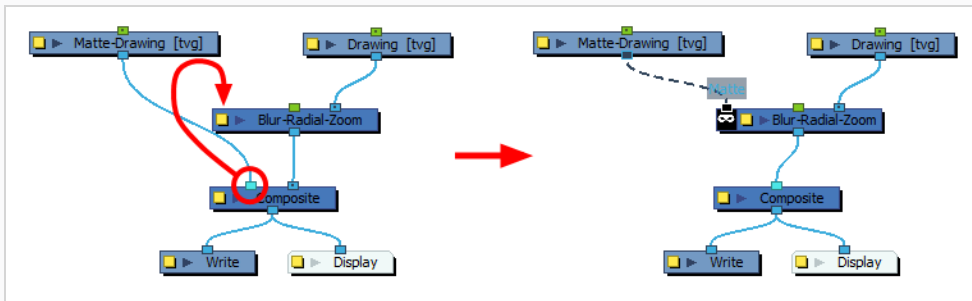 Matte-Drawing [tvg]
Drawing [tvg]
Blur-Radial-Zoom
Composite
Write
Display
Matte-Drawing [tvg]
Drawing [tvg]
Matte
Blur-Radial-Zoom
Composite
Write
Display